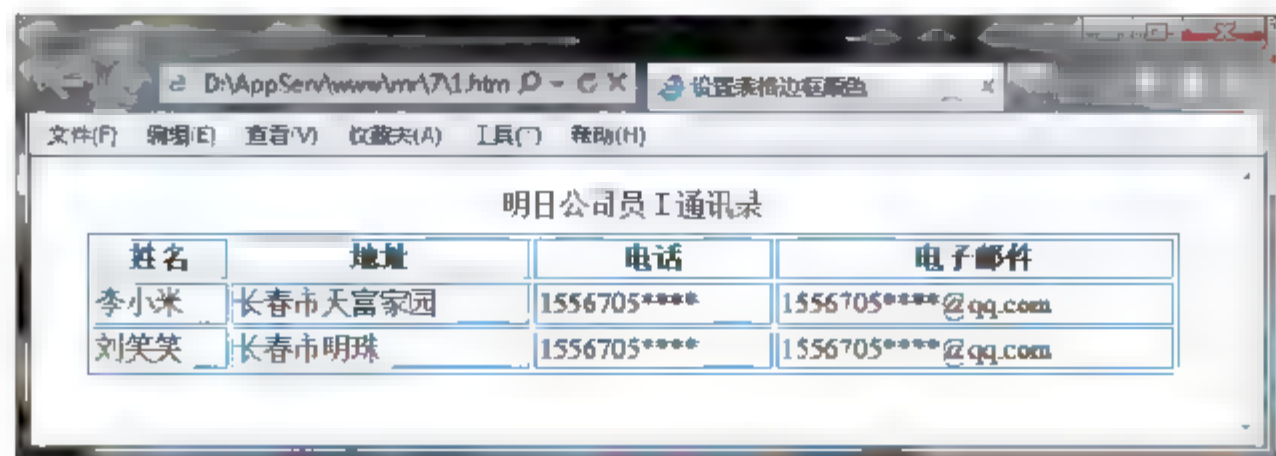 D:\AppServ\www\mr\7\1.htm
设置表格边框颜色
文件(F) 编辑(E) 查看(V) 收藏夹(A) 工具(T) 帮助(H)
明日公司员工通讯录
姓名 地址 电话 电子邮件
李小米 长春市天富家园 1556705**** 1556705****@qq.com
刘笑笑 长春市明珠 1556705**** 1556705****@qq.com